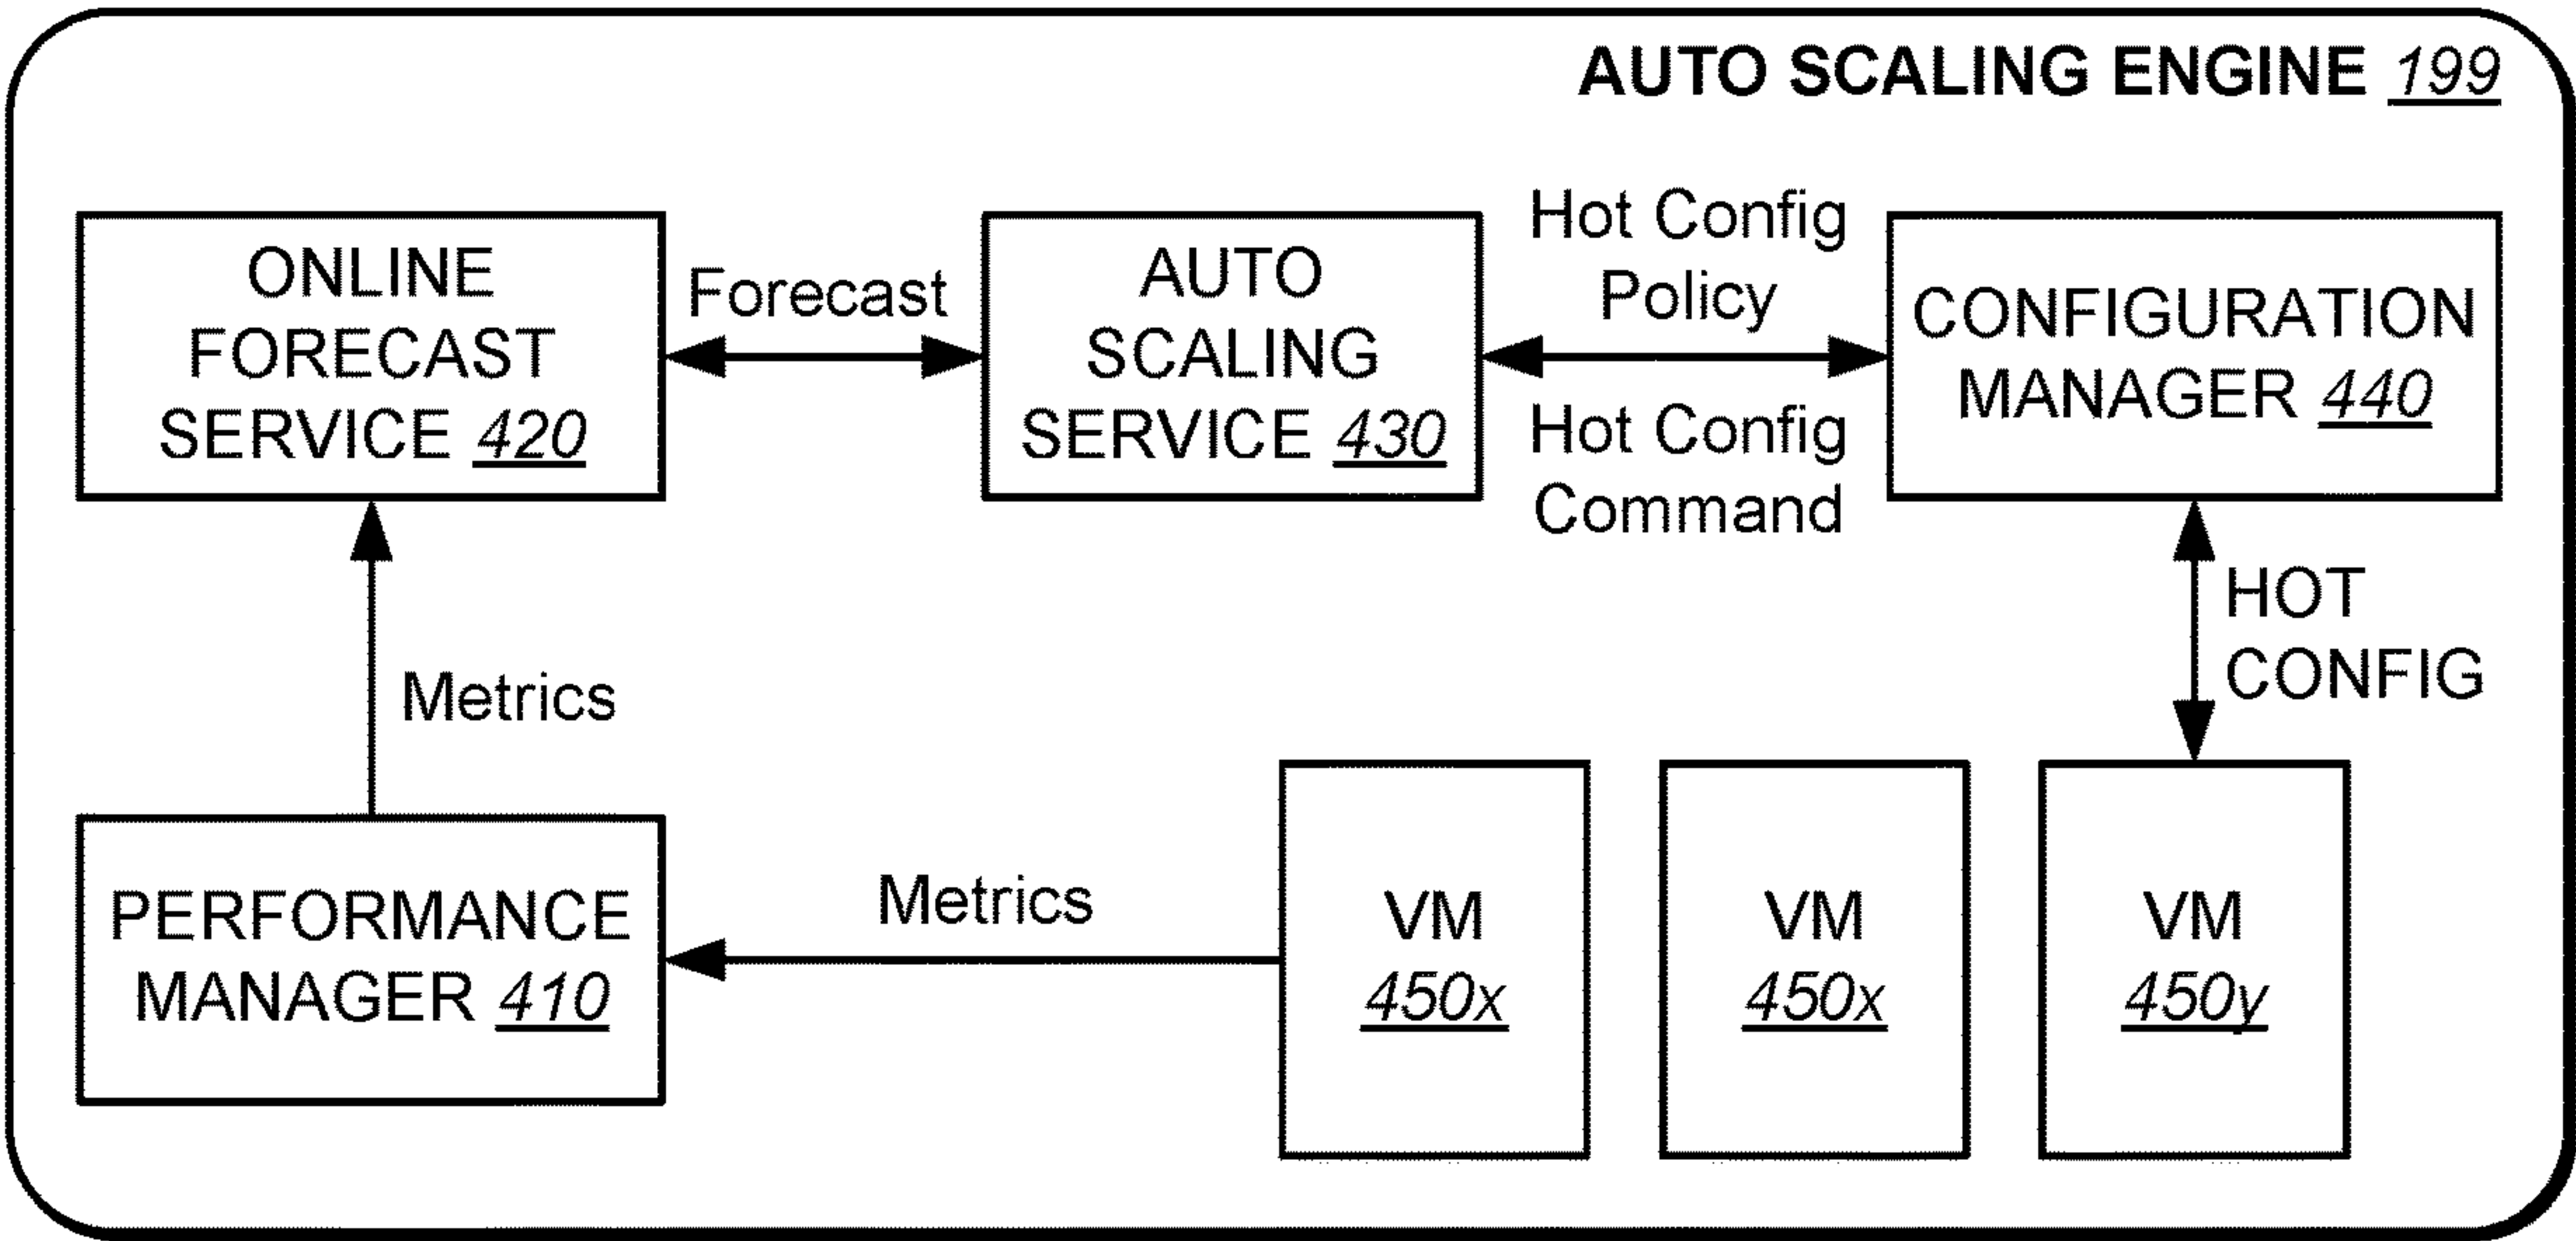 AUTO SCALING ENGINE 199
ONLINE
FORECAST
SERVICE 420
Forecast
AUTO
SCALING
SERVICE 430
Hot Config
Policy
Hot Config
Command
CONFIGURATION
MANAGER 440
HOT
CONFIG
Metrics
PERFORMANCE
MANAGER 410
Metrics
VM
450x
VM
450x
VM
450y